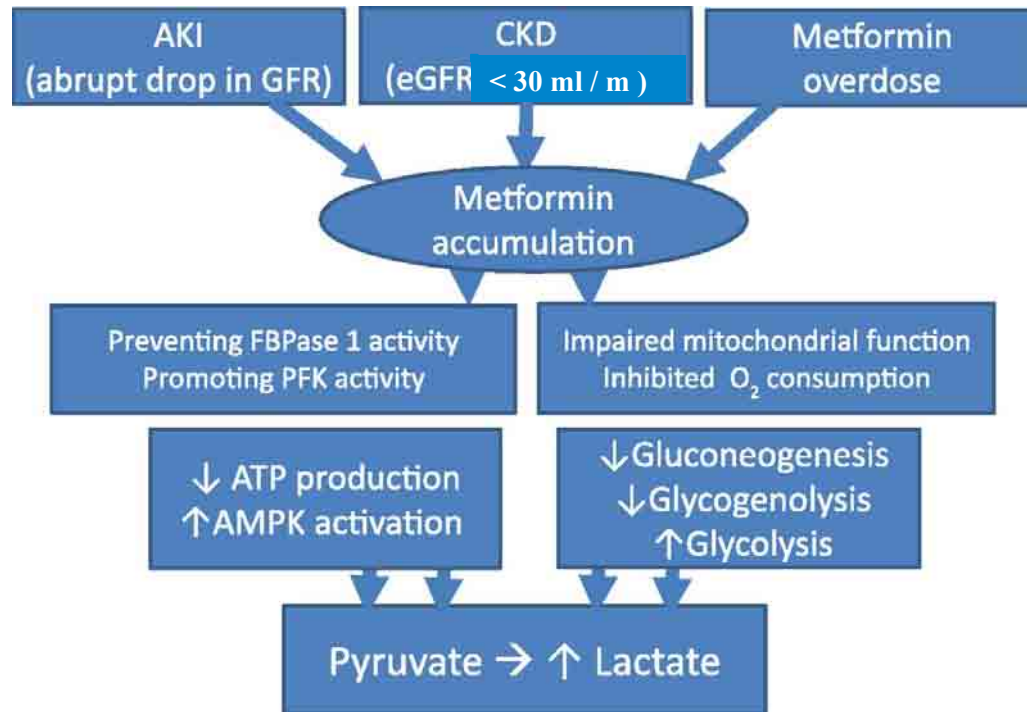 AKI
(abrupt drop in GFR)
CKD
(eGFR < 30 ml / m )
Metformin
overdose
Metformin
accumulation
Preventing FBPase 1 activity
Promoting PFK activity
Impaired mitochondrial function
Inhibited O₂ consumption
↓ ATP production
↑AMPK activation
↓Gluconeogenesis
↓Glycogenolysis
↑Glycolysis
Pyruvate → ↑ Lactate